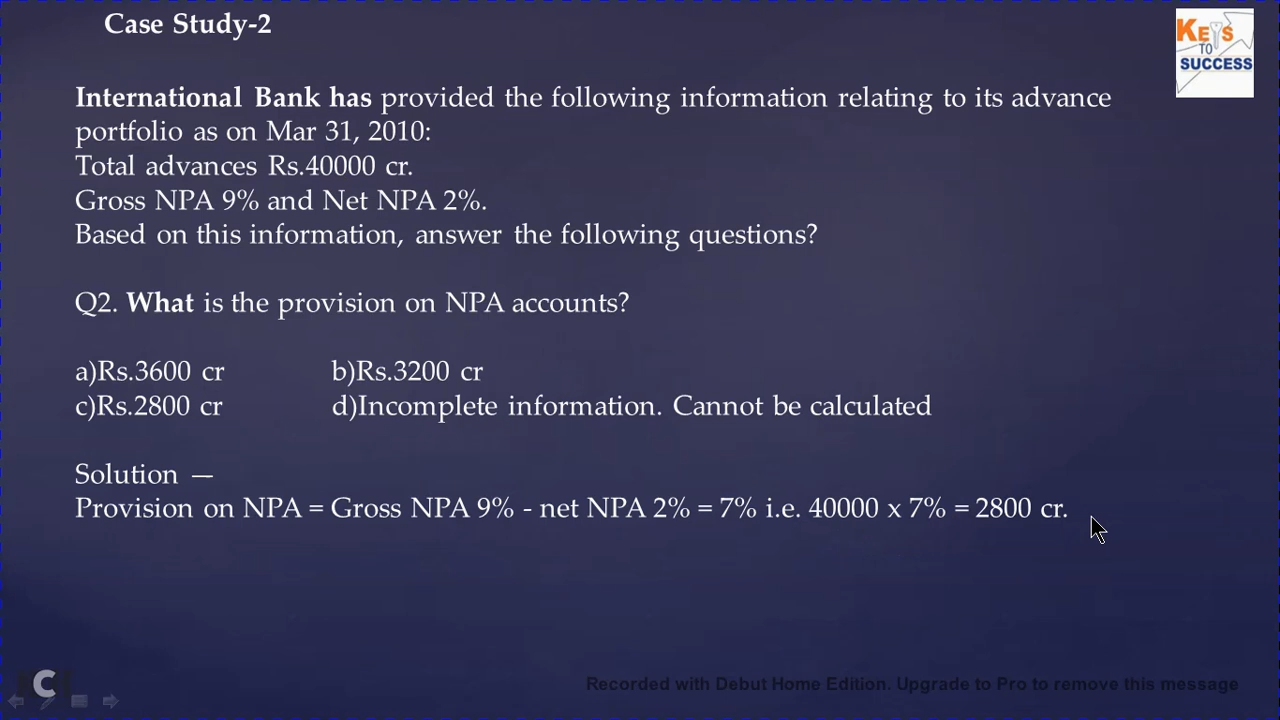 Case Study-2
KEYS
TO
SUCCESS
International Bank has provided the following information relating to its advance
portfolio as on Mar 31, 2010:
Total advances Rs.40000 cr.
Gross NPA 9% and Net NPA 2%.
Based on this information, answer the following questions?
Q2. What is the provision on NPA accounts?
a)Rs.3600 cr b)Rs.3200 cr
c)Rs.2800 cr d)Incomplete information. Cannot be calculated
Solution —
Provision on NPA = Gross NPA 9% - net NPA 2% = 7% i.e. 40000 x 7% = 2800 cr.
C
Recorded with Debut Home Edition. Upgrade to Pro to remove this message